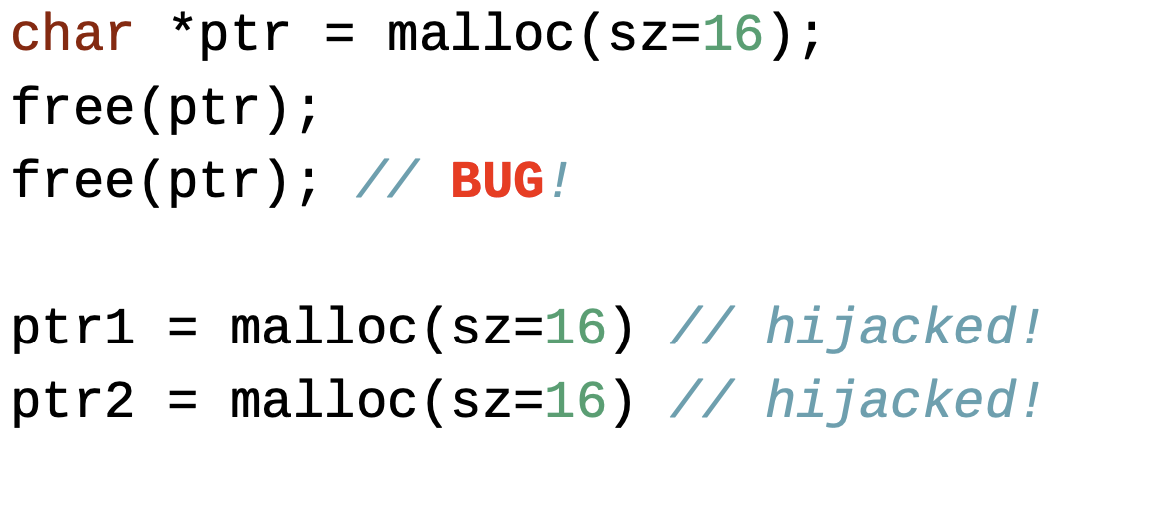 char *ptr = malloc(sz=16);
free(ptr);
free(ptr); // BUG!
ptr1 = malloc(sz=16) // hijacked!
ptr2 = malloc(sz=16) // hijacked!